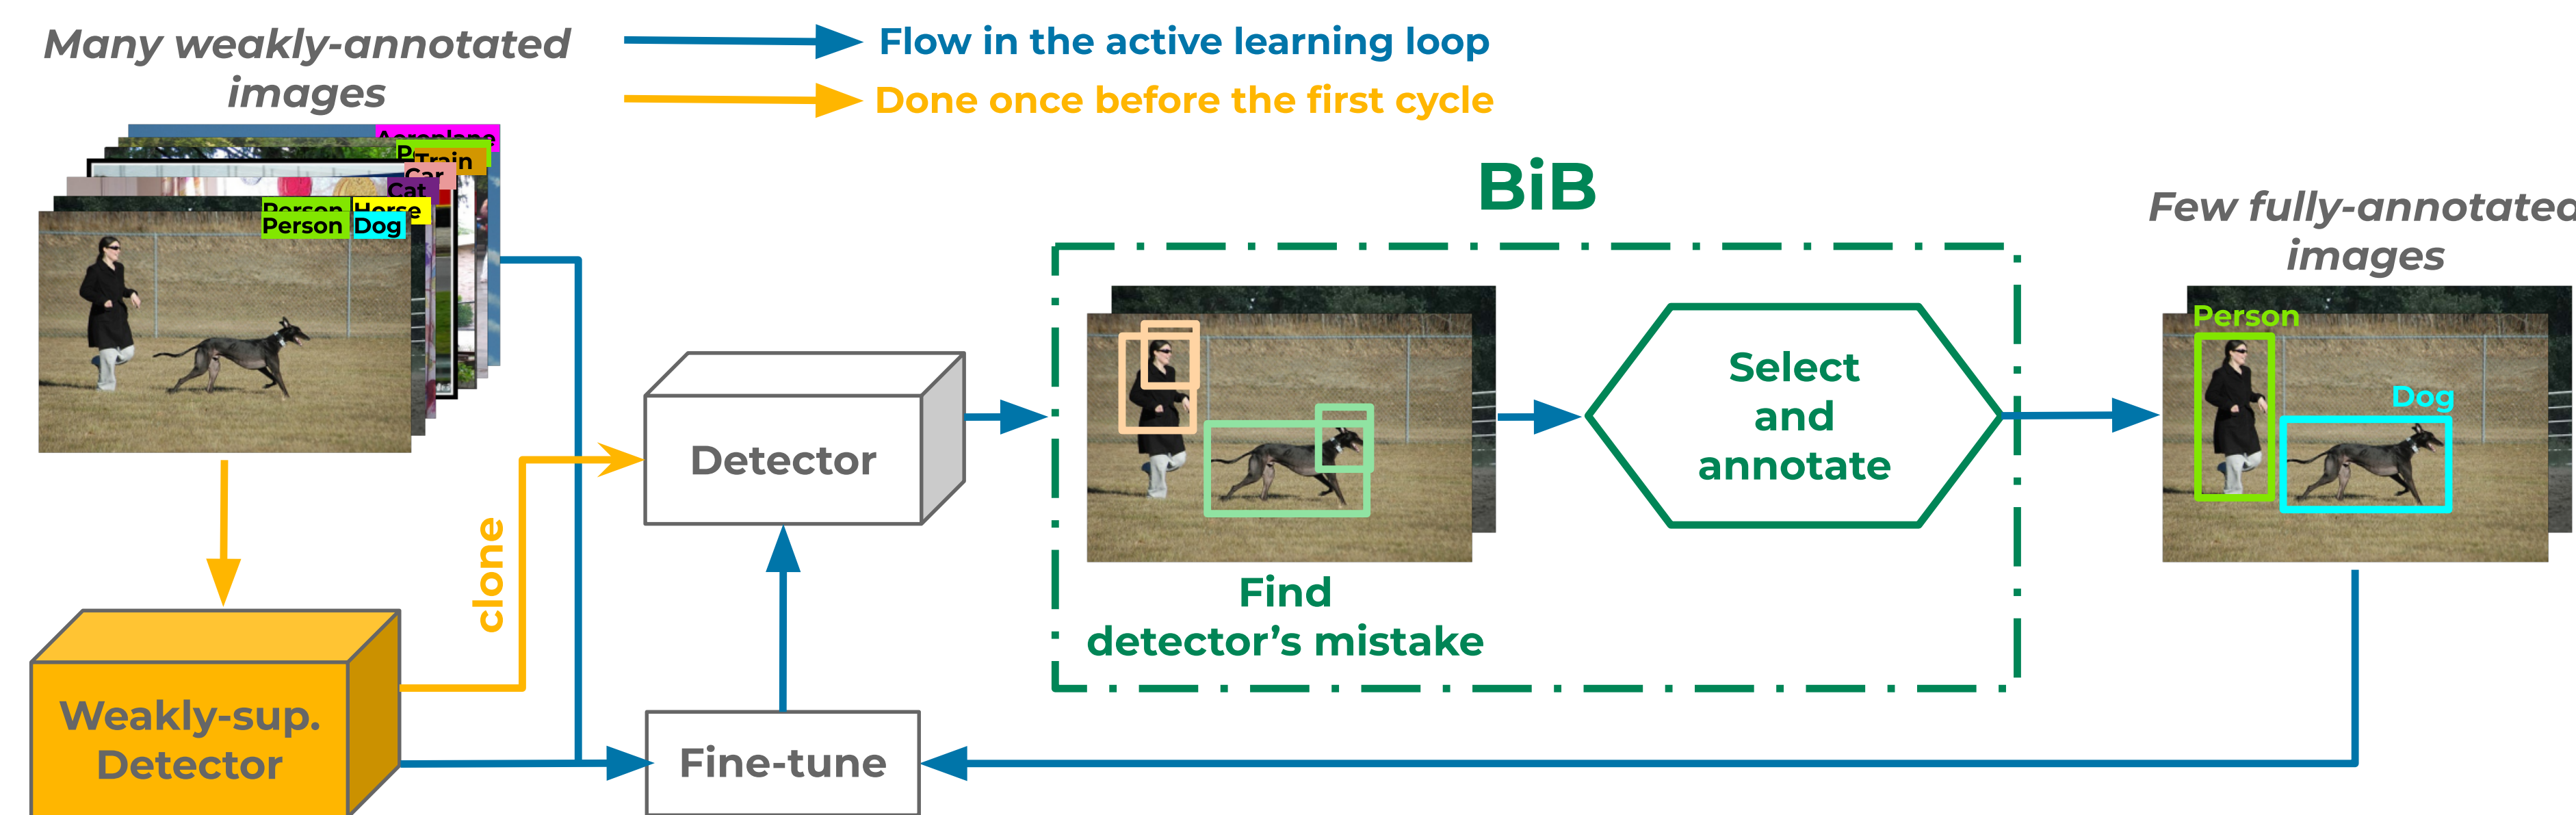 Many weakly-annotated
images
Flow in the active learning loop
Done once before the first cycle
Aeroplane
Train
Car
Cat
Person Horse
Person Dog
BiB
Few fully-annotated
images
Person
Dog
Select
and
annotate
Detector
clone
Find
detector's mistake
Weakly-sup.
Detector
Fine-tune